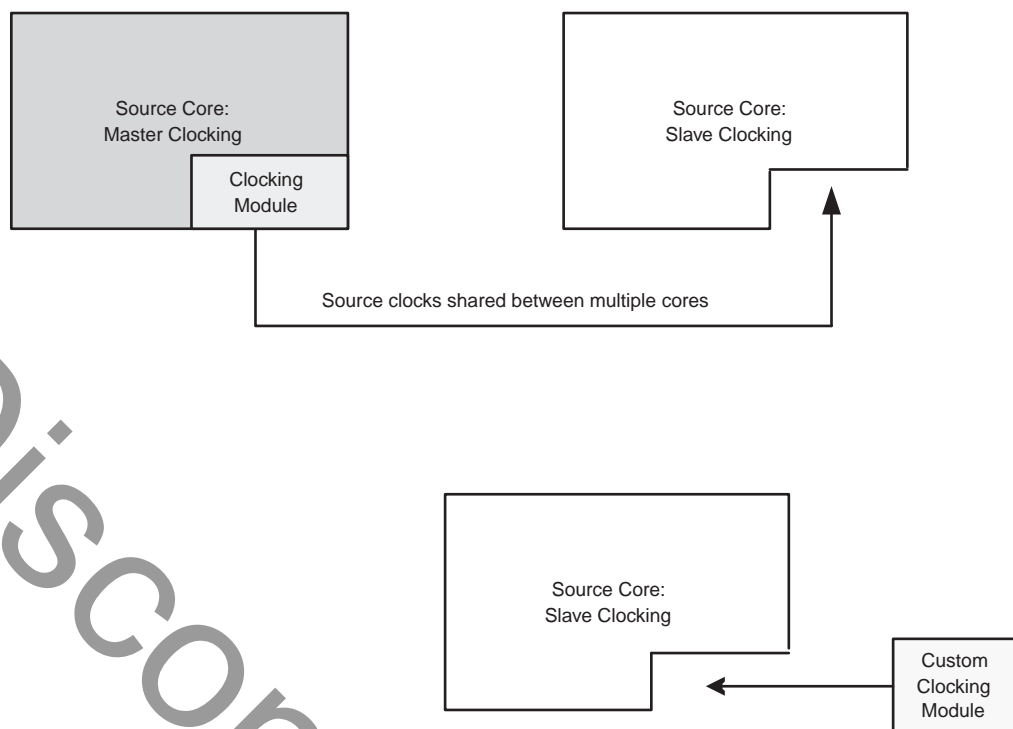 Source Core:
Master Clocking
Clocking
Module
Source Core:
Slave Clocking
Source clocks shared between multiple cores
Source Core:
Slave Clocking
Custom
Clocking
Module